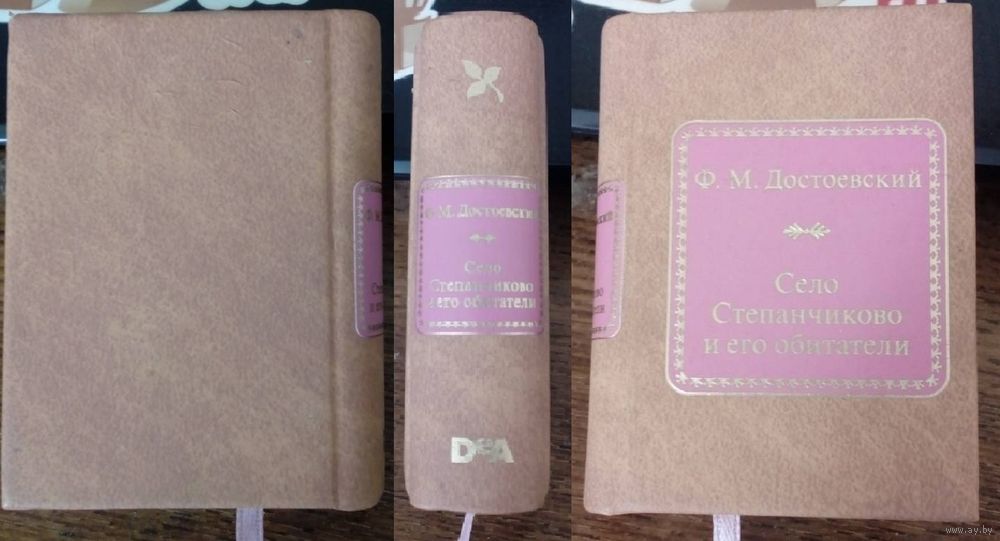 Ф. М. Достоевский
Село
Степанчиково
и его обитатели
DeA
Ф. М. Достоевский
Село
Степанчиково
и его обитатели
www.ay.by